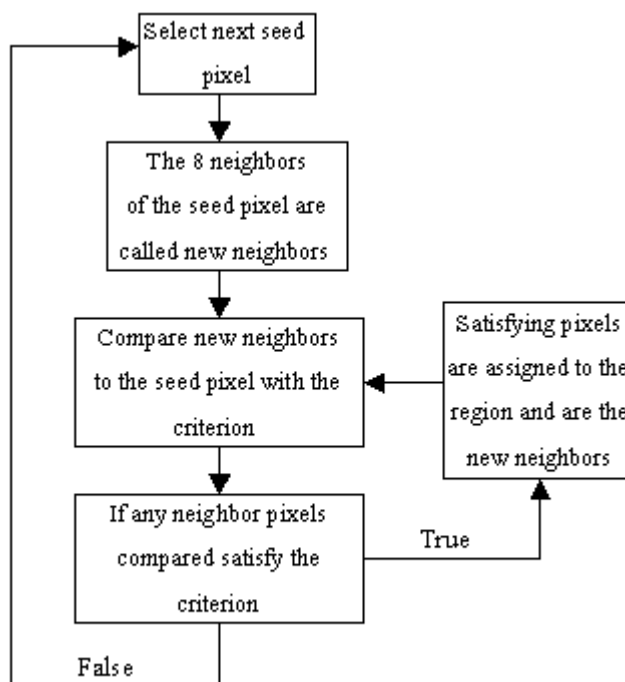 Select next seed
pixel
The 8 neighbors
of the seed pixel are
called new neighbors
Compare new neighbors
to the seed pixel with the
criterion
Satisfying pixels
are assigned to the
region and are the
new neighbors
If any neighbor pixels
compared satisfy the
criterion
True
False